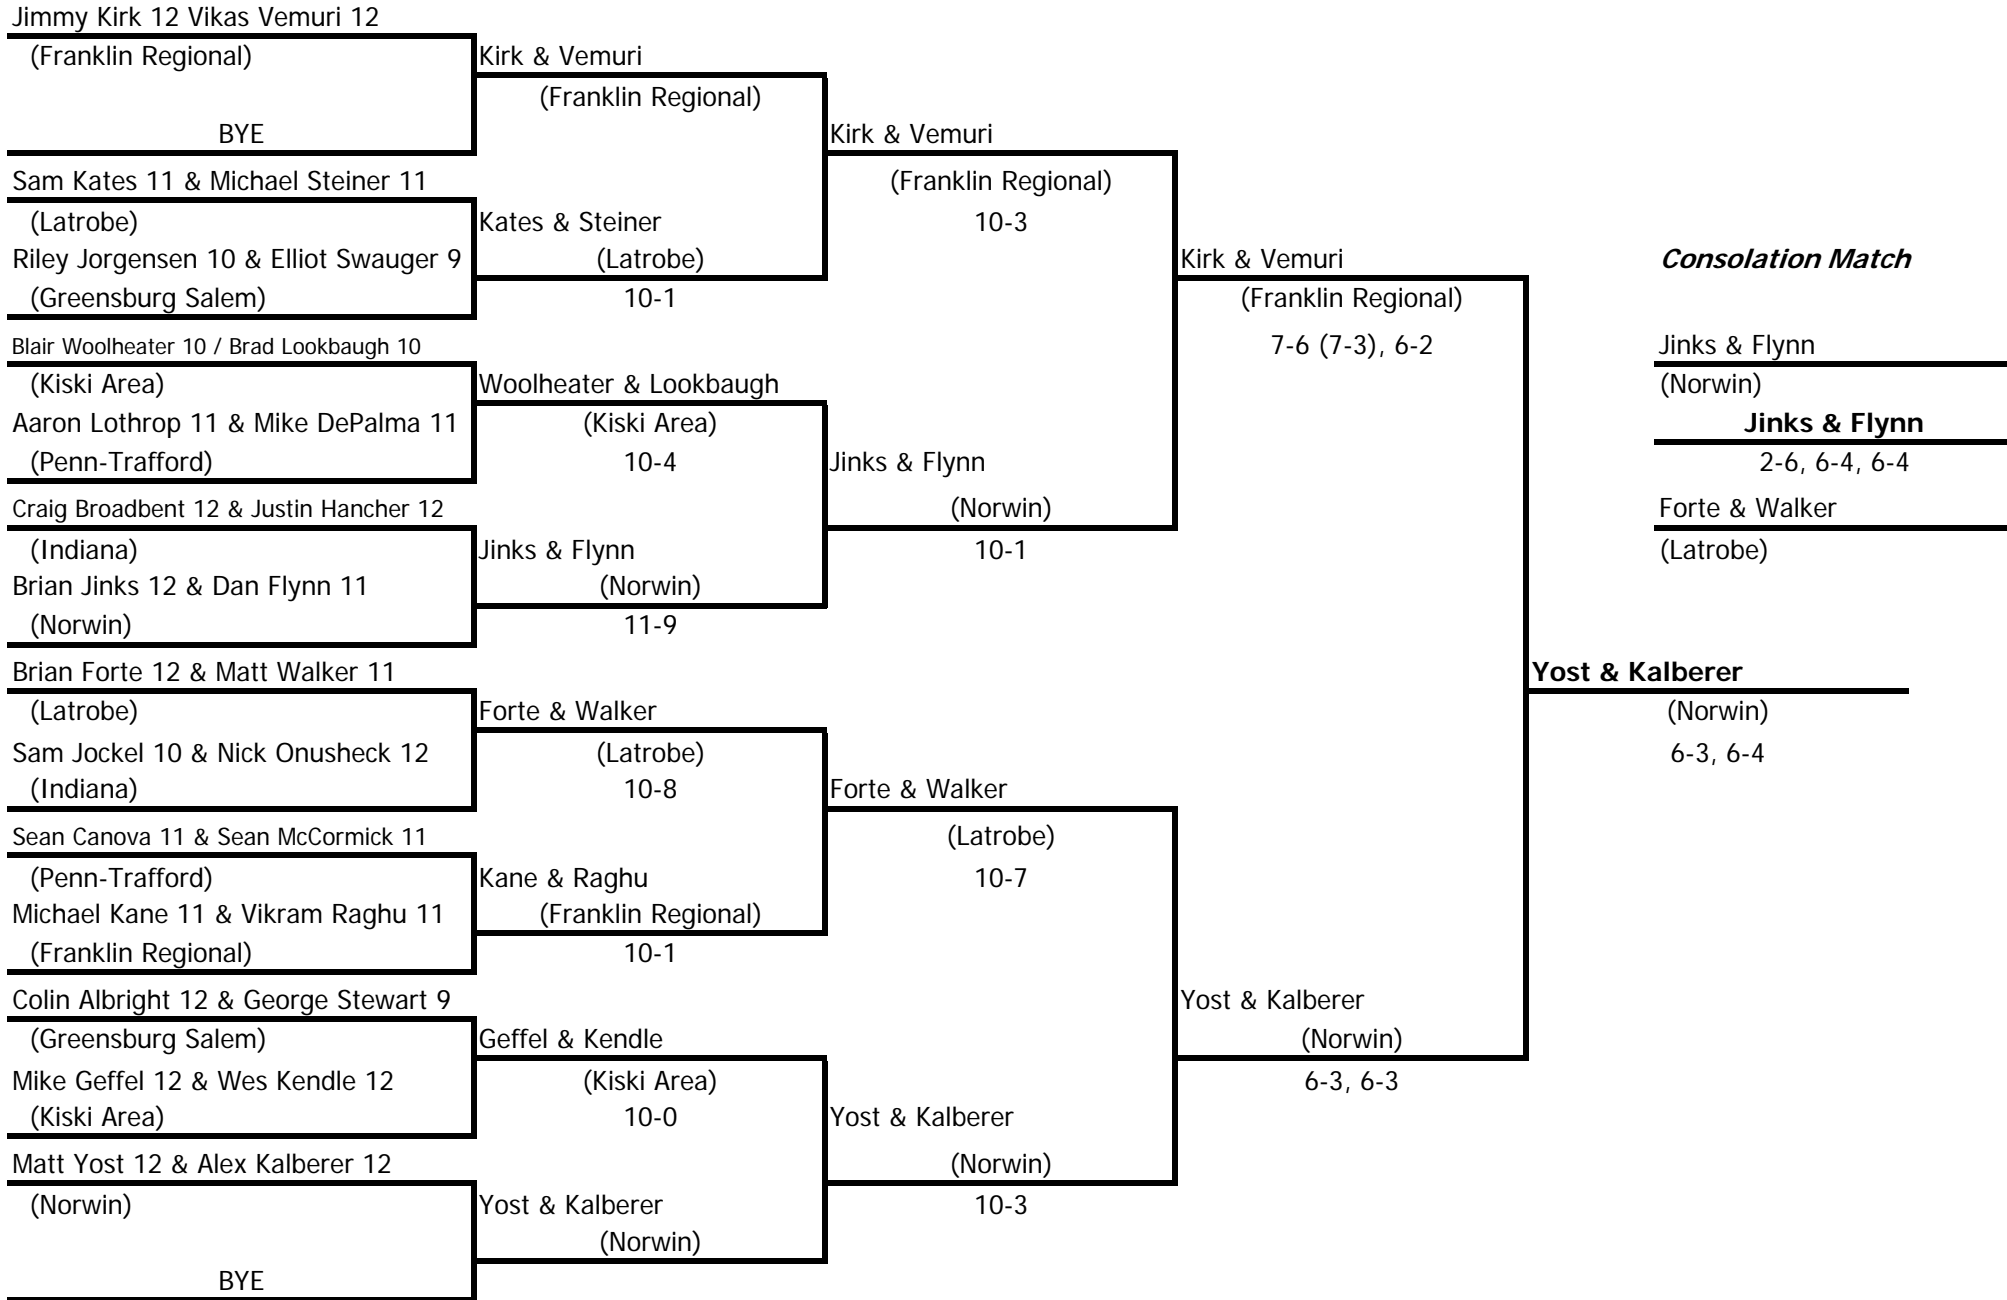 Jimmy Kirk 12 Vikas Vemuri 12
(Franklin Regional)
BYE
Sam Kates 11 & Michael Steiner 11
(Latrobe)
Riley Jorgensen 10 & Elliot Swauger 9
(Greensburg Salem)
Blair Woolheater 10 / Brad Lookbaugh 10
(Kiski Area)
Aaron Lothrop 11 & Mike DePalma 11
(Penn-Trafford)
Craig Broadbent 12 & Justin Hancher 12
(Indiana)
Brian Jinks 12 & Dan Flynn 11
(Norwin)
Brian Forte 12 & Matt Walker 11
(Latrobe)
Sam Jockel 10 & Nick Onusheck 12
(Indiana)
Sean Canova 11 & Sean McCormick 11
(Penn-Trafford)
Michael Kane 11 & Vikram Raghu 11
(Franklin Regional)
Colin Albright 12 & George Stewart 9
(Greensburg Salem)
Mike Geffel 12 & Wes Kendle 12
(Kiski Area)
Matt Yost 12 & Alex Kalberer 12
(Norwin)
BYE
Kirk & Vemuri
(Franklin Regional)
Kates & Steiner
(Latrobe)
10-1
Woolheater & Lookbaugh
(Kiski Area)
10-4
Jinks & Flynn
(Norwin)
11-9
Forte & Walker
(Latrobe)
10-8
Kane & Raghu
(Franklin Regional)
10-1
Geffel & Kendle
(Kiski Area)
10-0
Yost & Kalberer
(Norwin)
Kirk & Vemuri
(Franklin Regional)
10-3
Jinks & Flynn
(Norwin)
10-1
Forte & Walker
(Latrobe)
10-7
Yost & Kalberer
(Norwin)
10-3
Kirk & Vemuri
(Franklin Regional)
7-6 (7-3), 6-2
Yost & Kalberer
(Norwin)
6-3, 6-3
Yost & Kalberer
(Norwin)
6-3, 6-4
Consolation Match
Jinks & Flynn
(Norwin)
Jinks & Flynn
2-6, 6-4, 6-4
Forte & Walker
(Latrobe)